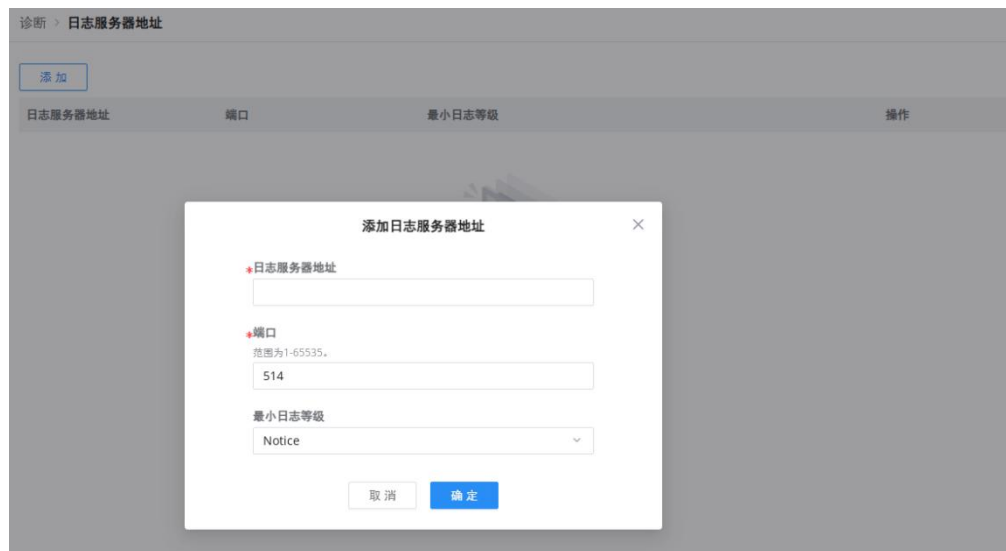 诊断 > 日志服务器地址
添加
日志服务器地址 端口 最小日志等级 操作
添加日志服务器地址
*日志服务器地址
*端口
范围为1-65535。
514
最小日志等级
Notice
取消 确定